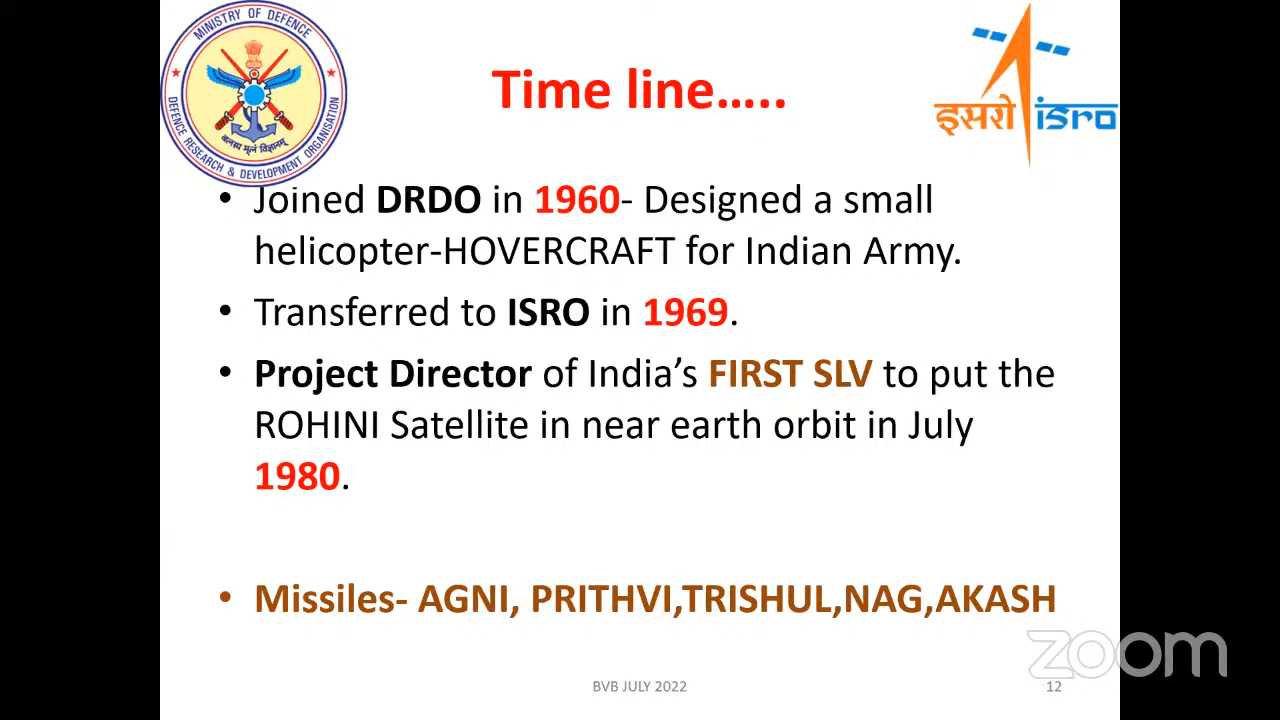 MINISTRY OF DEFENCE
DEFENCE RESEARCH & DEVELOPMENT ORGANISATION
बलस्य मूलं विज्ञानम्
Time line.....
इसरो isro
• Joined DRDO in 1960- Designed a small
helicopter-HOVERCRAFT for Indian Army.
• Transferred to ISRO in 1969.
• Project Director of India’s FIRST SLV to put the
ROHINI Satellite in near earth orbit in July
1980.
• Missiles- AGNI, PRITHVI,TRISHUL,NAG,AKASH
zoom
BVB JULY 2022
12